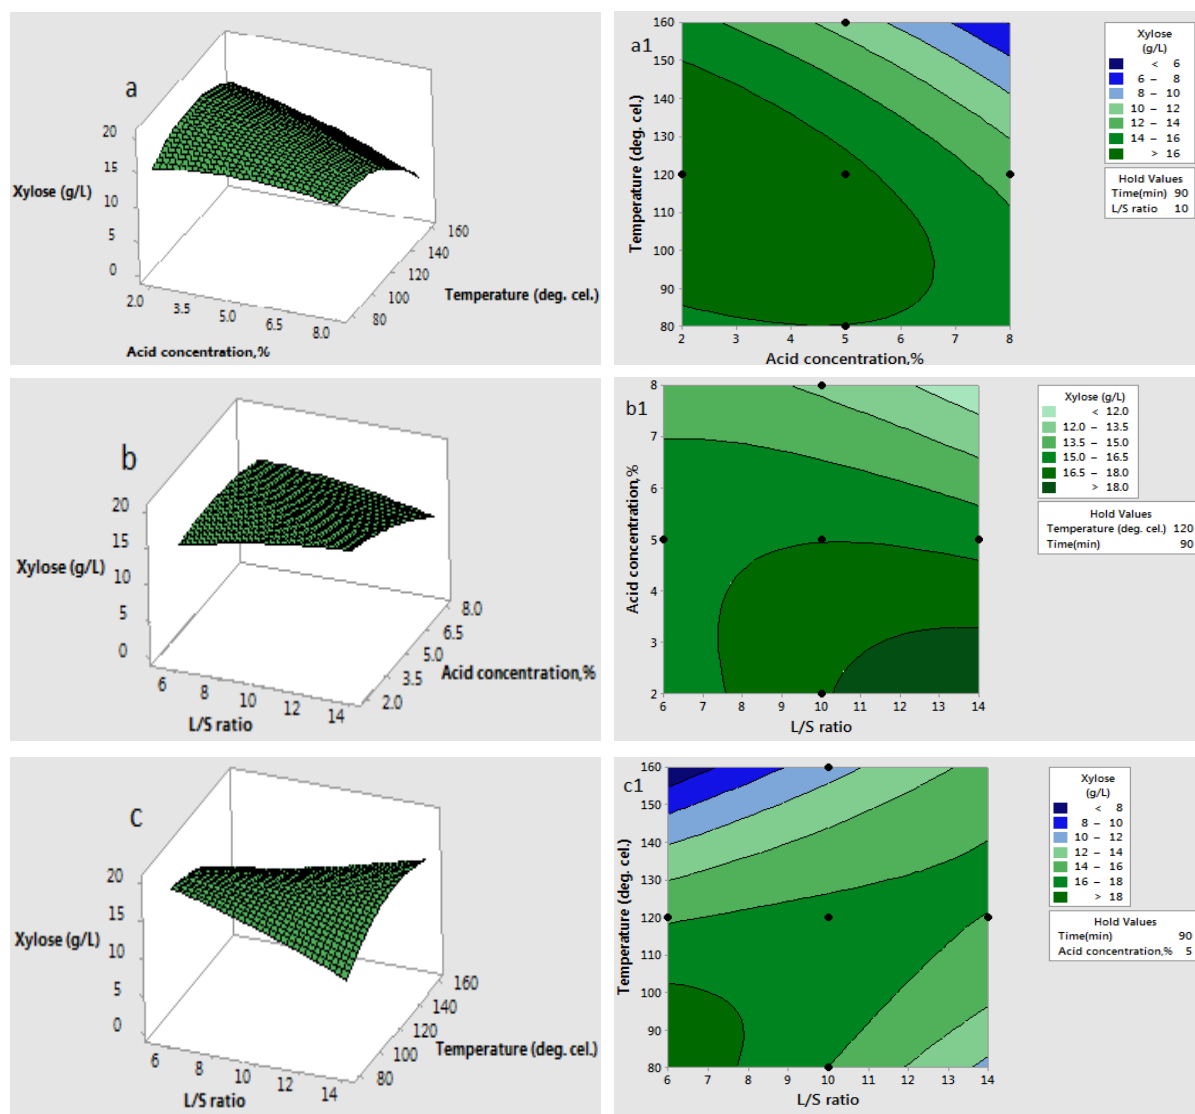 a
20
15
Xylose (g/L)
10
5
0
2.0
3.5
5.0
6.5
8.0
80
100
120
140
160
Temperature (deg. cel.)
Acid concentration,%
a1
160
150
140
130
120
110
100
90
80
Temperature (deg. cel.)
2 3 4 5 6 7 8
Acid concentration,%
Xylose
(g/L)
< 6
6 – 8
8 – 10
10 – 12
12 – 14
14 – 16
> 16
Hold Values
Time(min) 90
L/S ratio 10
b
20
15
Xylose (g/L)
10
5
0
6
8
10
12
14
2.0
3.5
5.0
6.5
8.0
Acid concentration,%
L/S ratio
b1
8
7
6
5
4
3
2
Acid concentration,%
6 7 8 9 10 11 12 13 14
L/S ratio
Xylose (g/L)
< 12.0
12.0 – 13.5
13.5 – 15.0
15.0 – 16.5
16.5 – 18.0
> 18.0
Hold Values
Temperature (deg. cel.) 120
Time(min) 90
C
20
15
Xylose (g/L)
10
5
0
6
8
10
12
14
80
100
120
140
160
Temperature (deg. cel.)
L/S ratio
c1
160
150
140
130
120
110
100
90
80
Temperature (deg. cel.)
6 7 8 9 10 11 12 13 14
L/S ratio
Xylose
(g/L)
< 8
8 – 10
10 – 12
12 – 14
14 – 16
16 – 18
> 18
Hold Values
Time(min) 90
Acid concentration,% 5